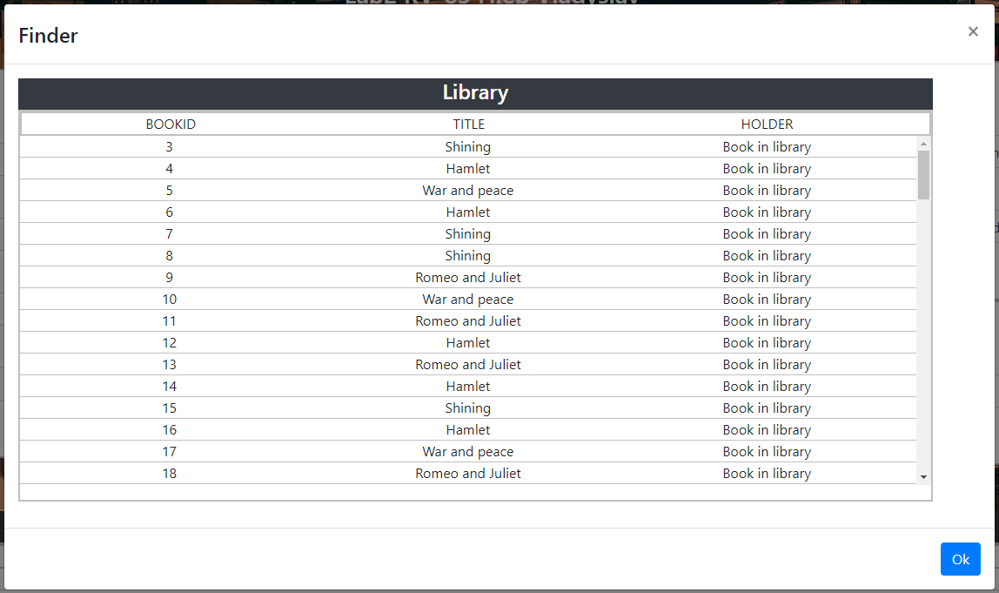 Finder ×
Library
BOOKID TITLE HOLDER
3 Shining Book in library
4 Hamlet Book in library
5 War and peace Book in library
6 Hamlet Book in library
7 Shining Book in library
8 Shining Book in library
9 Romeo and Juliet Book in library
10 War and peace Book in library
11 Romeo and Juliet Book in library
12 Hamlet Book in library
13 Romeo and Juliet Book in library
14 Hamlet Book in library
15 Shining Book in library
16 Hamlet Book in library
17 War and peace Book in library
18 Romeo and Juliet Book in library
Ok